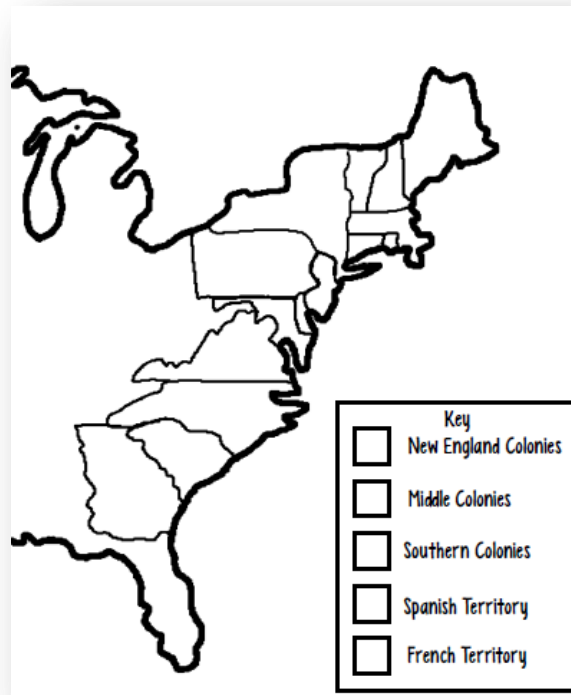 Key
New England Colonies
Middle Colonies
Southern Colonies
Spanish Territory
French Territory